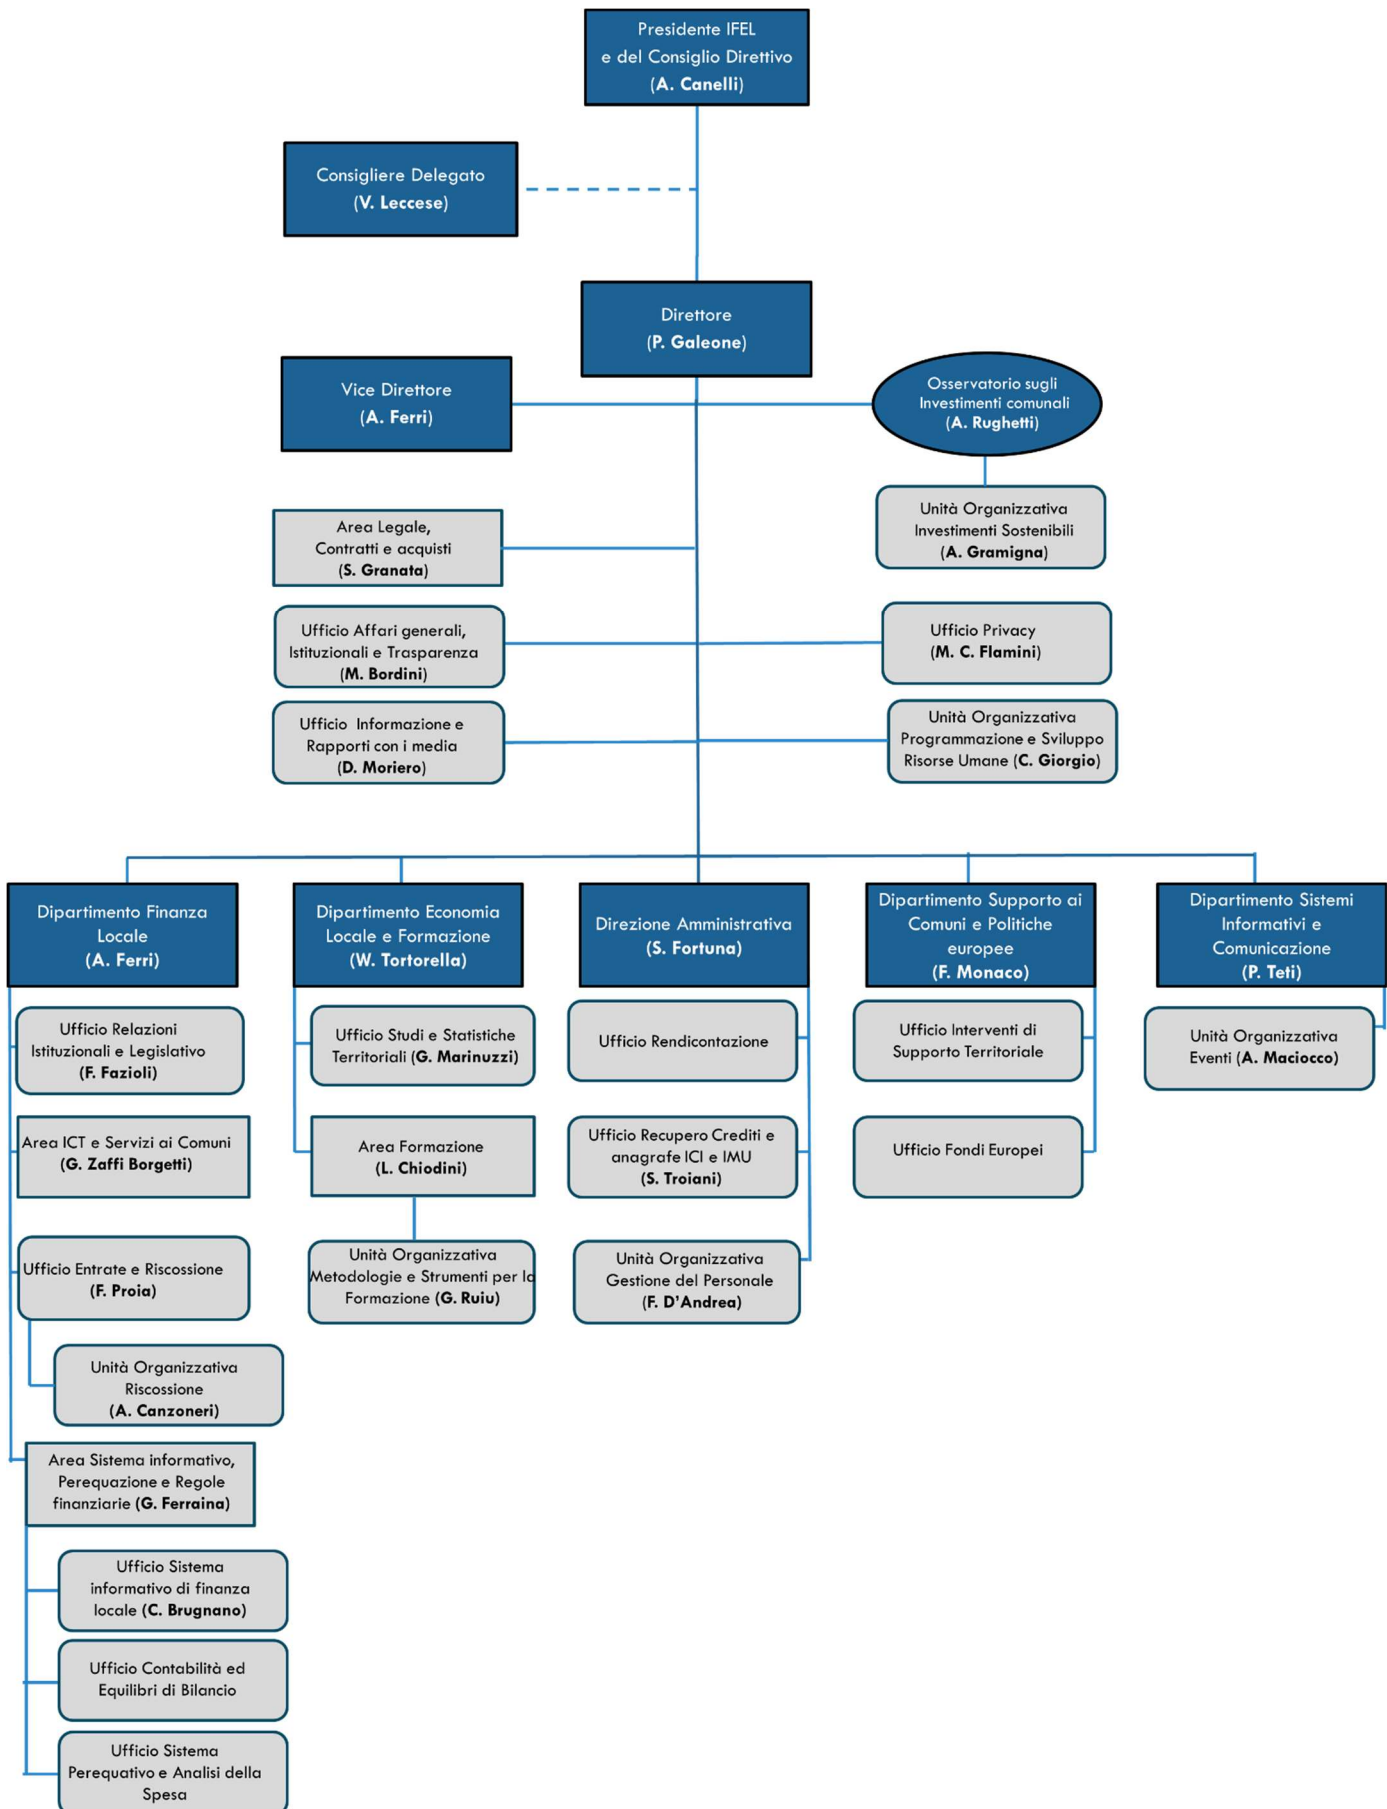 Presidente IFEL
e del Consiglio Direttivo
(A. Canelli)
Consigliere Delegato
(V. Leccese)
Direttore
(P. Galeone)
Vice Direttore
(A. Ferri)
Osservatorio sugli
Investimenti comunali
(A. Rughetti)
Area Legale,
Contratti e acquisti
(S. Granata)
Unità Organizzativa
Investimenti Sostenibili
(A. Gramigna)
Ufficio Affari generali,
Istituzionali e Trasparenza
(M. Bordini)
Ufficio Privacy
(M. C. Flamini)
Ufficio Informazione e
Rapporti con i media
(D. Moriero)
Unità Organizzativa
Programmazione e Sviluppo
Risorse Umane (C. Giorgio)
Dipartimento Finanza
Locale
(A. Ferri)
Dipartimento Economia
Locale e Formazione
(W. Tortorella)
Direzione Amministrativa
(S. Fortuna)
Dipartimento Supporto ai
Comuni e Politiche
europee
(F. Monaco)
Dipartimento Sistemi
Informativi e
Comunicazione
(P. Teti)
Ufficio Relazioni
Istituzionali e Legislativo
(F. Fazioli)
Area ICT e Servizi ai Comuni
(G. Zaffi Borgetti)
Ufficio Entrate e Riscossione
(F. Proia)
Unità Organizzativa
Riscossione
(A. Canzoneri)
Area Sistema informativo,
Perequazione e Regole
finanziarie (G. Ferraina)
Ufficio Sistema
informativo di finanza
locale (C. Brugnano)
Ufficio Contabilità ed
Equilibri di Bilancio
Ufficio Sistema
Perequativo e Analisi della
Spesa
Ufficio Studi e Statistiche
Territoriali (G. Marinuzzi)
Area Formazione
(L. Chiodini)
Unità Organizzativa
Metodologie e Strumenti per la
Formazione (G. Ruiu)
Ufficio Rendicontazione
Ufficio Recupero Crediti e
anagrafe ICI e IMU
(S. Troiani)
Unità Organizzativa
Gestione del Personale
(F. D'Andrea)
Ufficio Interventi di
Supporto Territoriale
Ufficio Fondi Europei
Unità Organizzativa
Eventi (A. Maciocco)